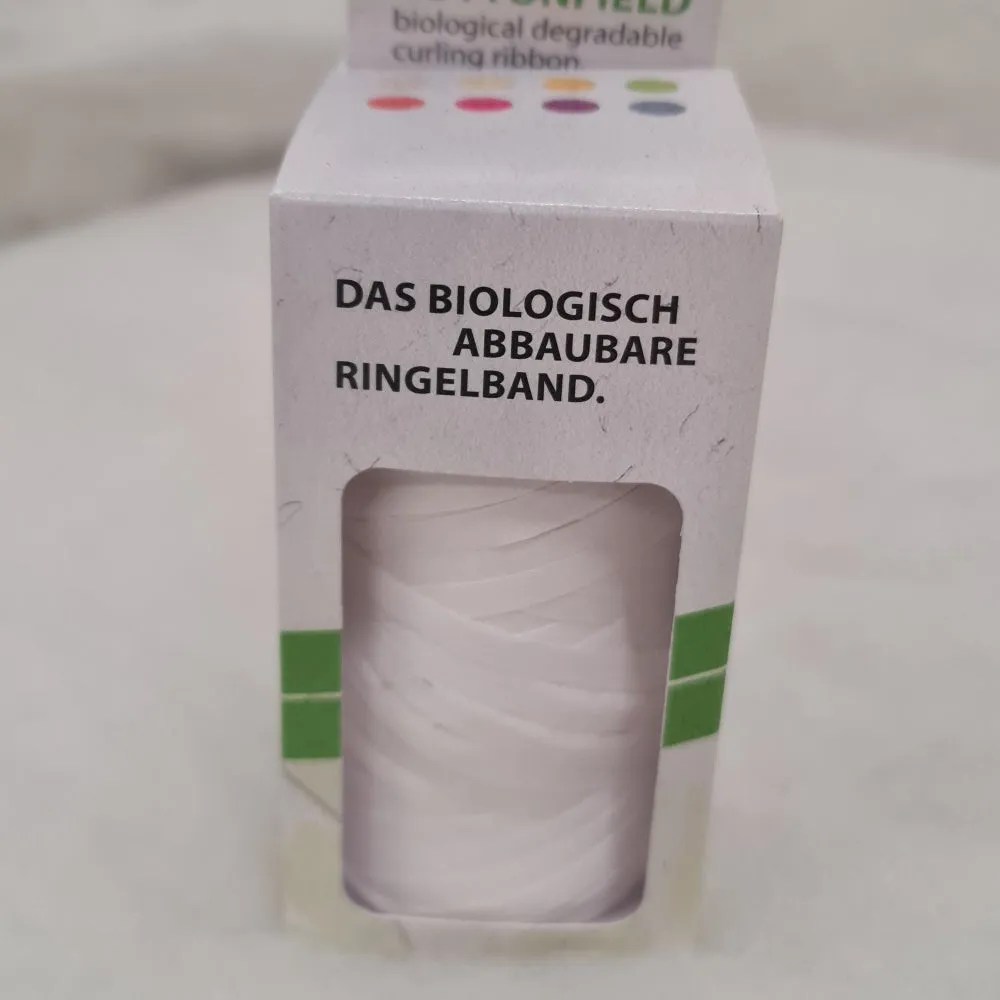 biological degradable
curling ribbon
DAS BIOLOGISCH
ABBAUBARE
RINGELBAND.